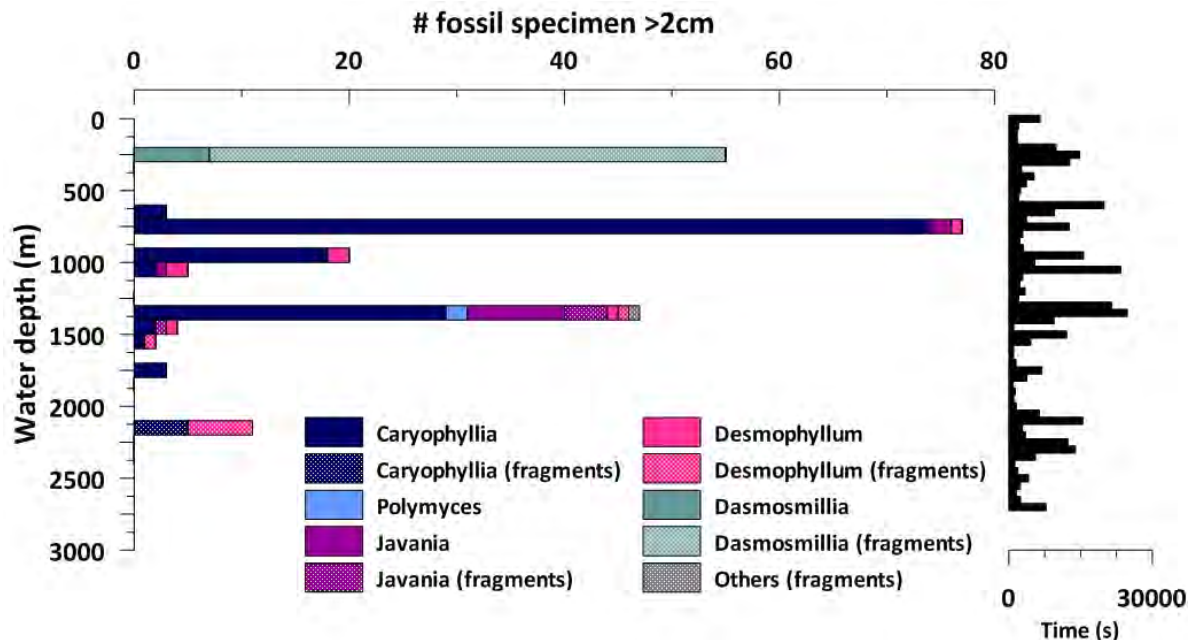 # fossil specimen >2cm
0 20 40 60 80
Water depth (m)
0
500
1000
1500
2000
2500
3000
Caryophyllia
Caryophyllia (fragments)
Polymyces
Javania
Javania (fragments)
Desmophyllum
Desmophyllum (fragments)
Dasmosmillia
Dasmosmillia (fragments)
Others (fragments)
0 30000
Time (s)